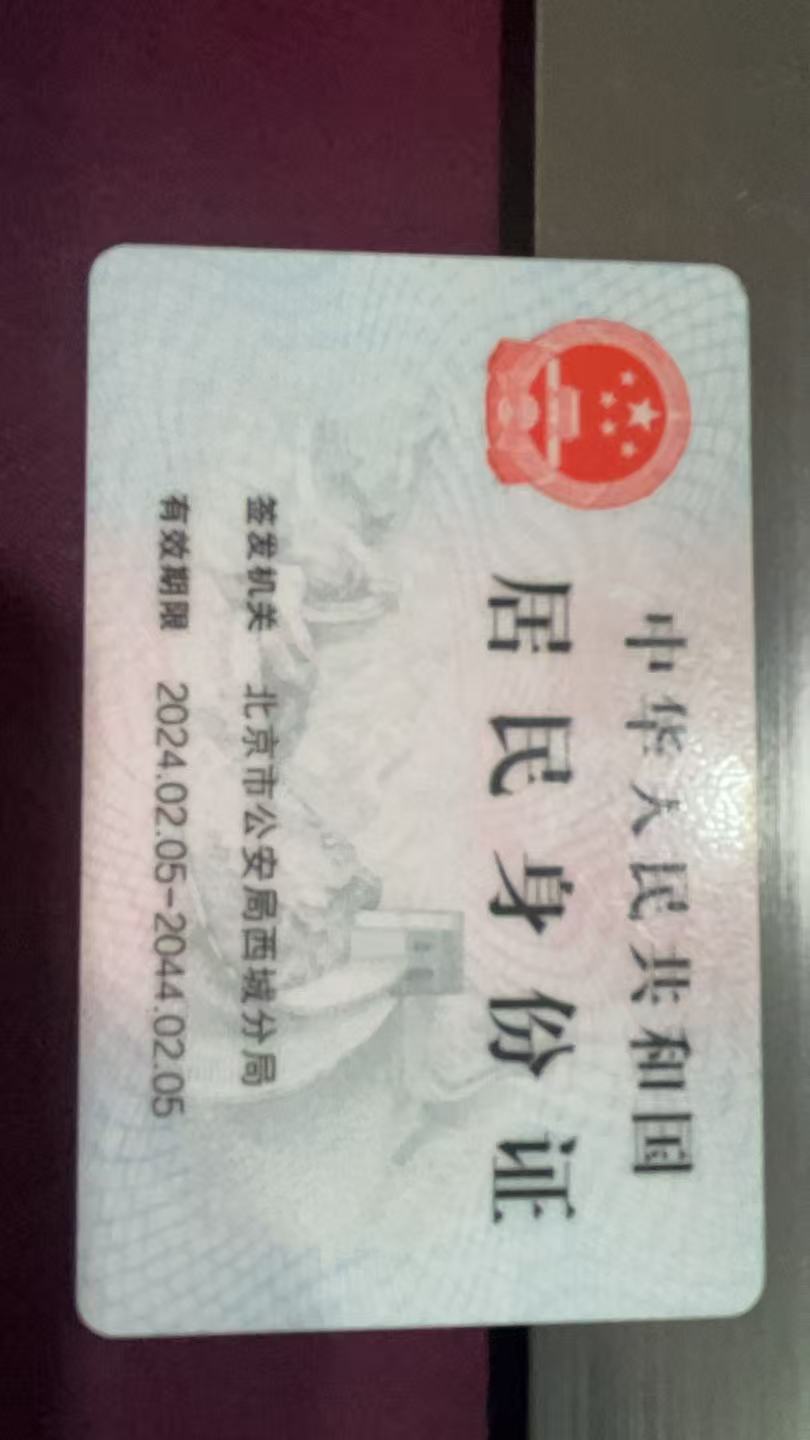 中华人民共和国
居民身份证
签发机关 北京市公安局西城分局
有效期限 2024.02.05-2044.02.05